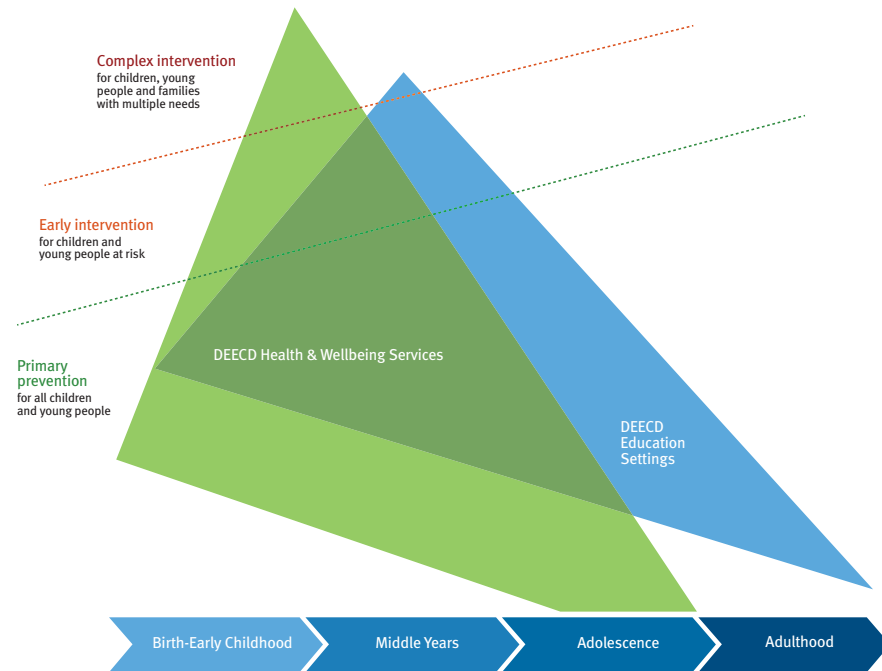 Complex intervention
for children, young
people and families
with multiple needs
Early intervention
for children and
young people at risk
DEECD Health & Wellbeing Services
Primary
prevention
for all children
and young people
DEECD
Education
Settings
Birth-Early Childhood
Middle Years
Adolescence
Adulthood